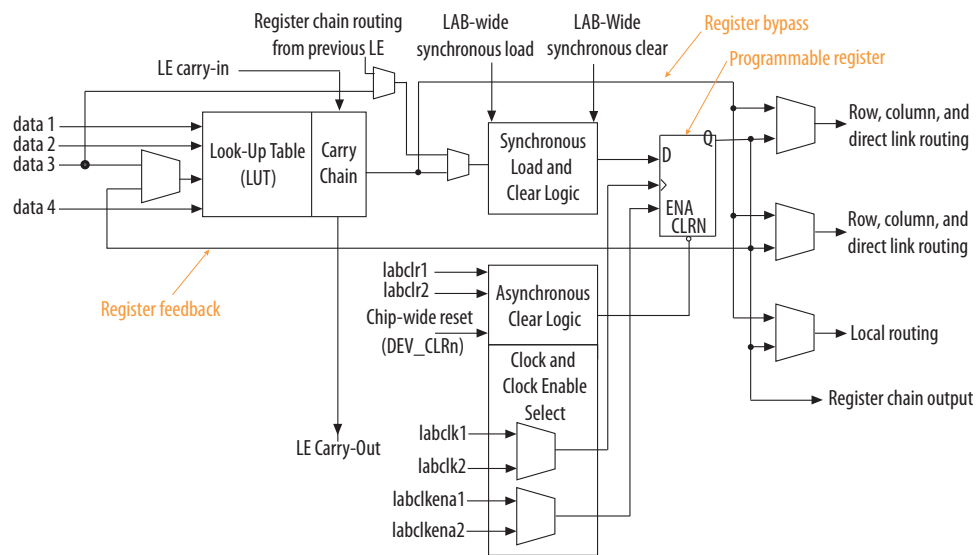 Register chain routing
from previous LE
LAB-wide
synchronous load
LAB-Wide
synchronous clear
Register bypass
Programmable register
LE carry-in
data 1
data 2
data 3
data 4
Look-Up Table
(LUT)
Carry
Chain
Synchronous
Load and
Clear Logic
D
Q
ENA
CLRN
Row, column, and
direct link routing
Row, column, and
direct link routing
Local routing
Register chain output
Register feedback
labclr1
labclr2
Chip-wide reset
(DEV_CLRn)
Asynchronous
Clear Logic
Clock and
Clock Enable
Select
labclk1
labclk2
labclkena1
labclkena2
LE Carry-Out